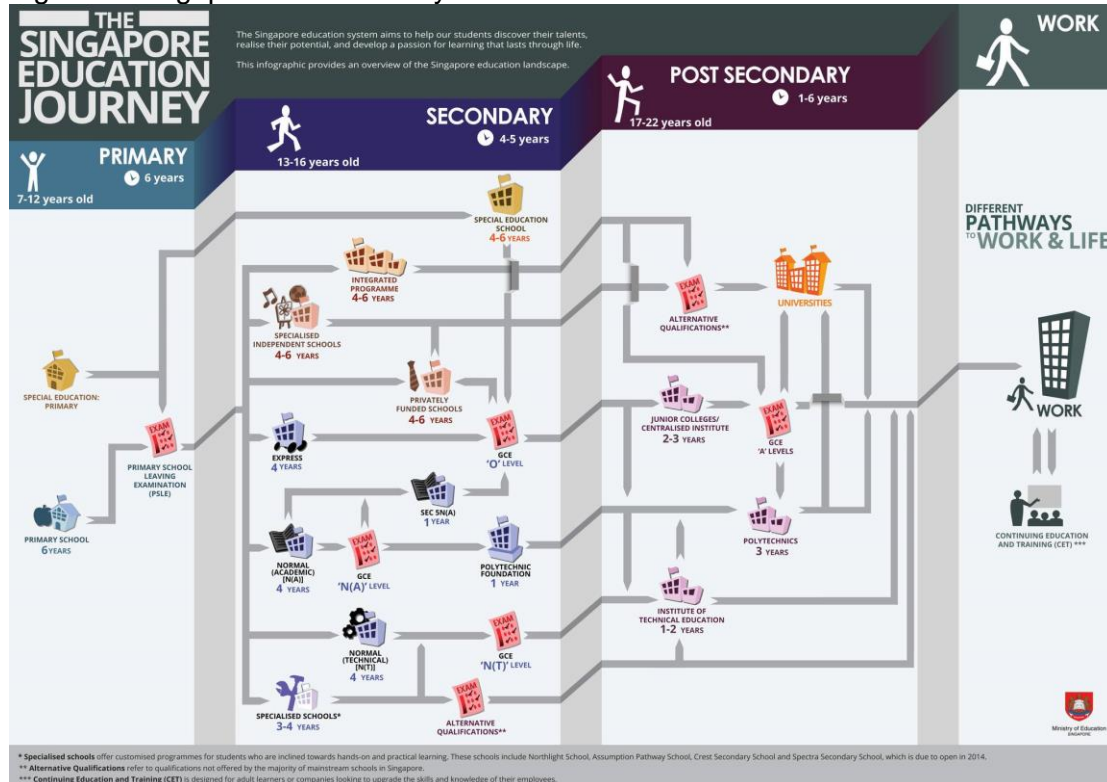 THE
SINGAPORE
EDUCATION
JOURNEY
The Singapore education system aims to help our students discover their talents,
realise their potential, and develop a passion for learning that lasts through life.
This infographic provides an overview of the Singapore education landscape.
PRIMARY
6 years
7-12 years old
SECONDARY
4-5 years
13-16 years old
POST SECONDARY
1-6 years
17-22 years old
WORK
SPECIAL EDUCATION:
PRIMARY
PRIMARY SCHOOL
6 YEARS
EXAM
PRIMARY SCHOOL
LEAVING
EXAMINATION
(PSLE)
SPECIAL EDUCATION
SCHOOL
4-6 YEARS
INTEGRATED
PROGRAMME
4-6 YEARS
SPECIALISED
INDEPENDENT SCHOOLS
4-6 YEARS
PRIVATELY
FUNDED SCHOOLS
4-6 YEARS
EXPRESS
4 YEARS
EXAM
GCE
'O' LEVEL
SEC 5N(A)
1 YEAR
NORMAL
(ACADEMIC)
[N(A)]
4 YEARS
EXAM
GCE
'N(A)' LEVEL
POLYTECHNIC
FOUNDATION
1 YEAR
NORMAL
(TECHNICAL)
[N(T)]
4 YEARS
EXAM
GCE
'N(T)' LEVEL
SPECIALISED SCHOOLS*
3-4 YEARS
EXAM
ALTERNATIVE
QUALIFICATIONS**
EXAM
ALTERNATIVE
QUALIFICATIONS**
UNIVERSITIES
JUNIOR COLLEGES/
CENTRALISED INSTITUTE
2-3 YEARS
EXAM
GCE
'A' LEVELS
POLYTECHNICS
3 YEARS
INSTITUTE OF
TECHNICAL EDUCATION
1-2 YEARS
DIFFERENT
PATHWAYS
TO WORK & LIFE
WORK
CONTINUING EDUCATION
AND TRAINING (CET) ***
Ministry of Education
SINGAPORE
* Specialised schools offer customised programmes for students who are inclined towards hands-on and practical learning. These schools include Northlight School, Assumption Pathway School, Crest Secondary School and Spectra Secondary School, which is due to open in 2014.
** Alternative Qualifications refer to qualifications not offered by the majority of mainstream schools in Singapore.
*** Continuing Education and Training (CET) is designed for adult learners or companies looking to upgrade the skills and knowledge of their employees.